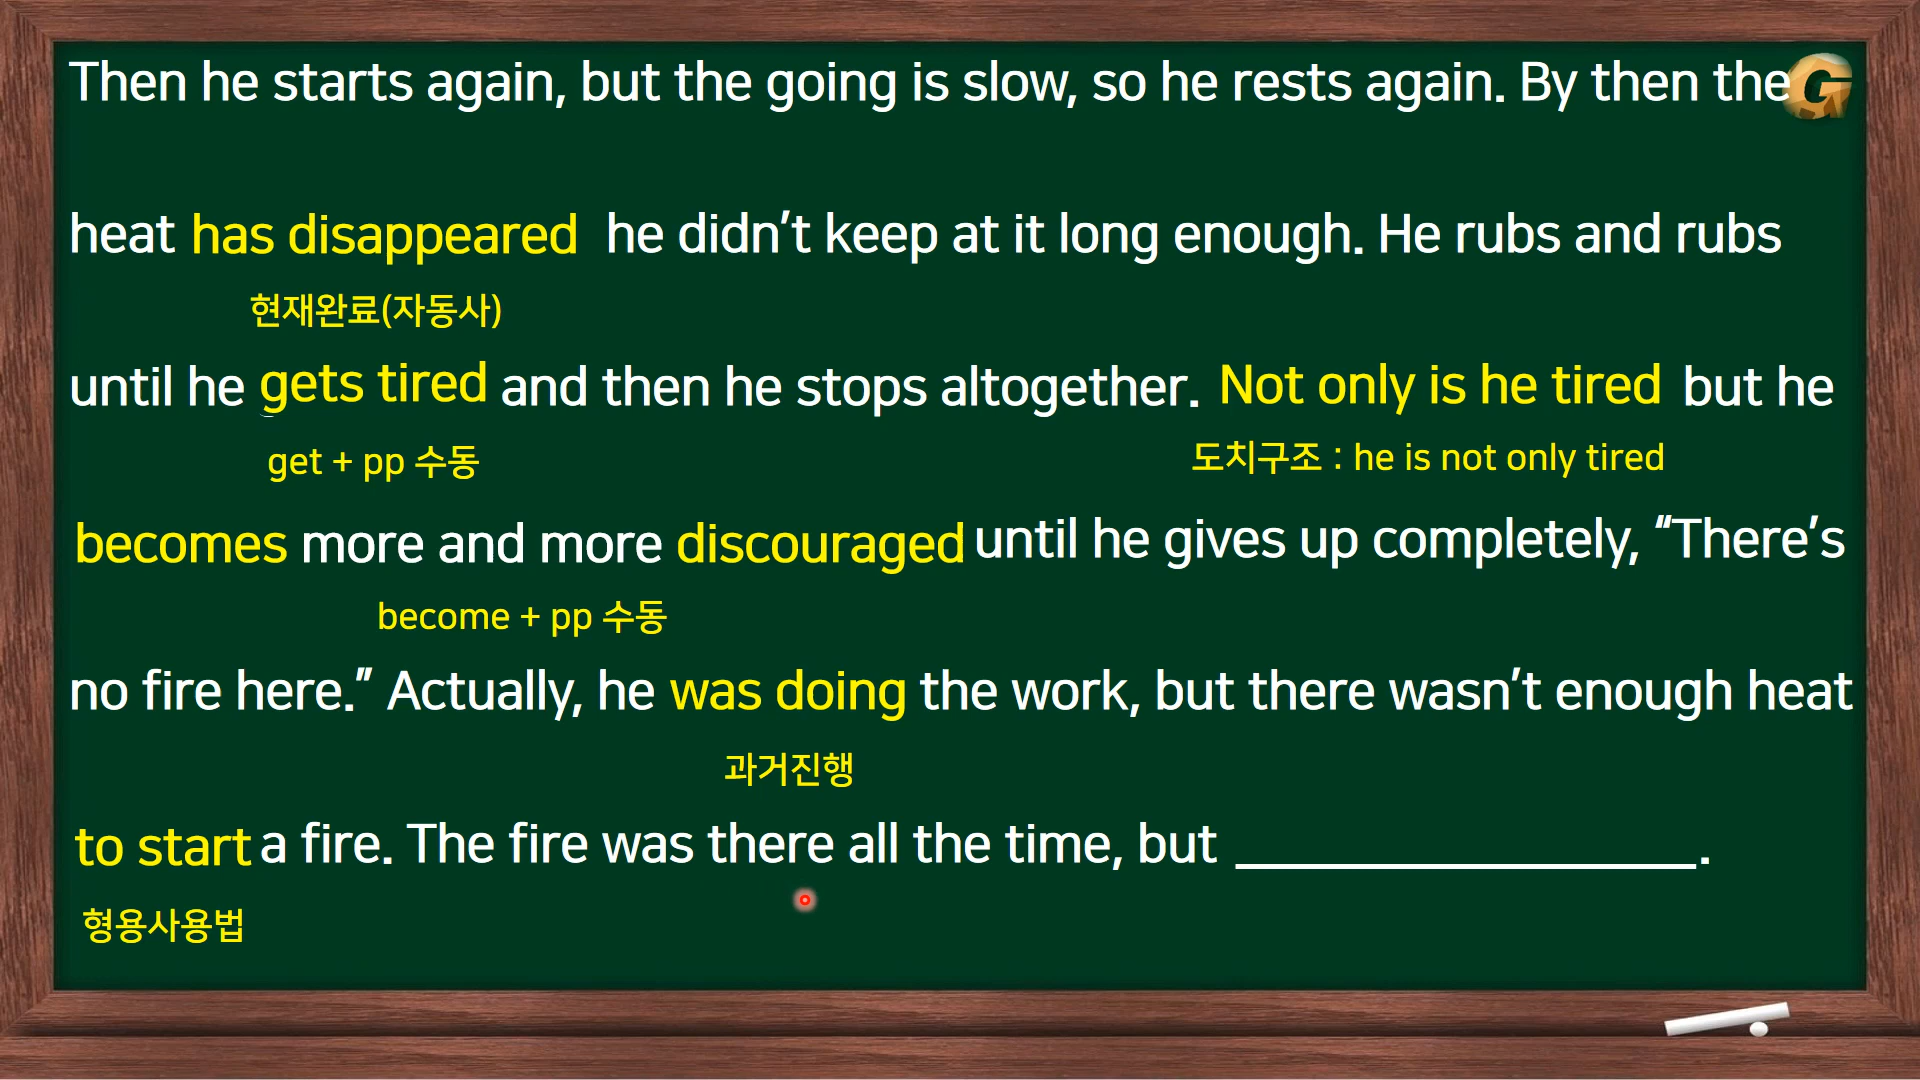 Then he starts again, but the going is slow, so he rests again. By then the
heat has disappeared he didn't keep at it long enough. He rubs and rubs
현재완료(자동사)
until he gets tired and then he stops altogether. Not only is he tired but he
get + pp 수동
도치구조 : he is not only tired
becomes more and more discouraged until he gives up completely, "There's
become + pp 수동
no fire here." Actually, he was doing the work, but there wasn't enough heat
과거진행
to start a fire. The fire was there all the time, but ________________.
형용사용법